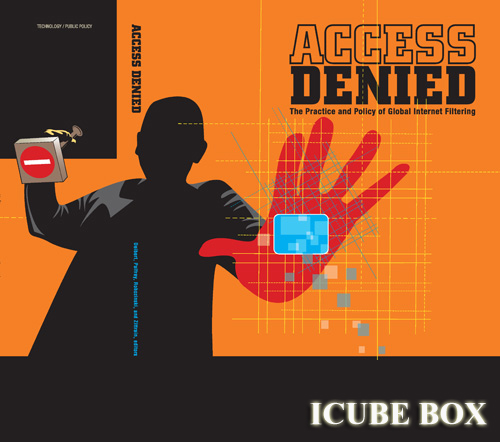 TECHNOLOGY / PUBLIC POLICY
ACCESS DENIED
Deibert, Palfrey, Rohozinski, and Zittrain, editors
ACCESS
DENIED
The Practice and Policy of Global Internet Filtering
ICUBE BOX